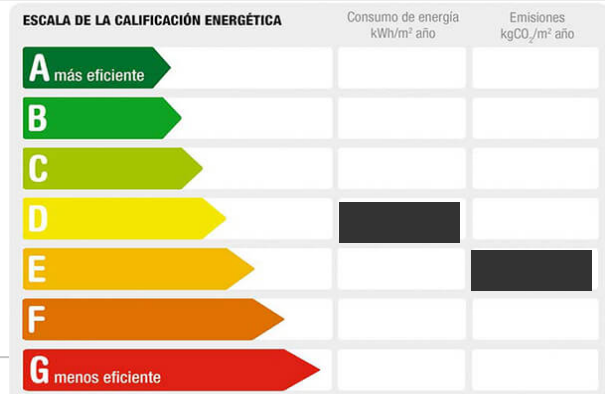 ESCALA DE LA CALIFICACIÓN ENERGÉTICA
Consumo de energía
kWh/m² año
Emisiones
kgCO₂/m² año
A más eficiente
B
C
D
E
F
G menos eficiente